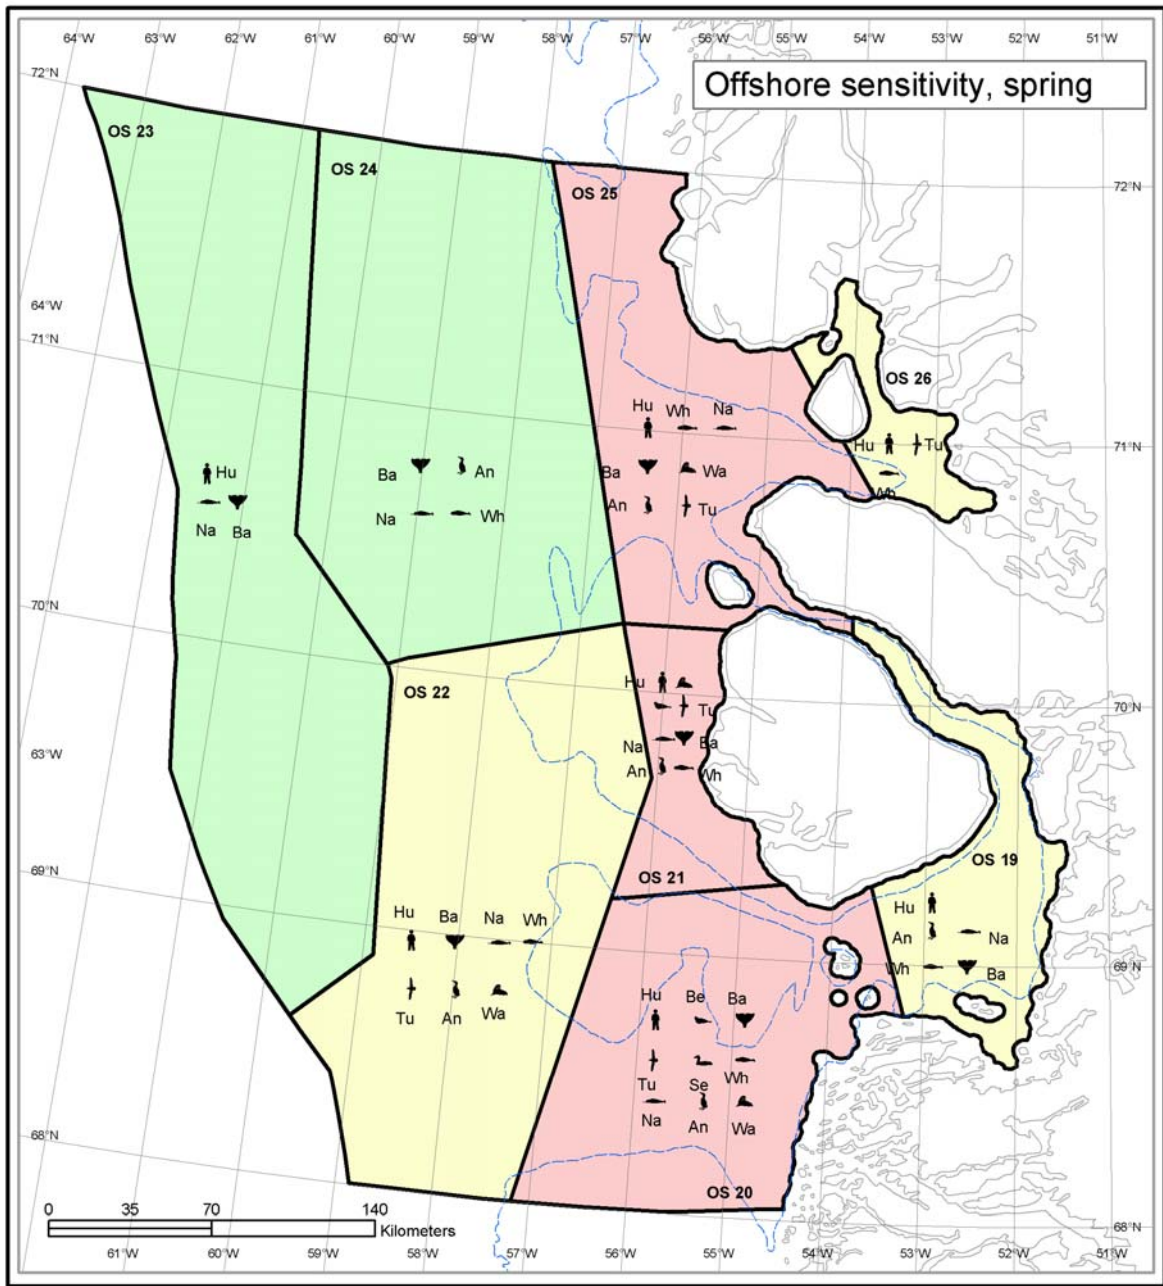 64°W 63°W 62°W 61°W 60°W 59°W 58°W 57°W 56°W 55°W 54°W 53°W 52°W 51°W
72°N
Offshore sensitivity, spring
OS 23
OS 24
OS 25
72°N
64°W
71°N
OS 26
Hu Wh Na
Hu Tu
71°N
Wh
Hu
Ba An
Ba Wa
Na Ba
Na Wh
An Tu
70°N
OS 22
Hu
Tu
70°N
Na Ba
An Wh
63°W
69°N
OS 21
OS 19
Hu
An Na
Wh Ba
69°N
Hu Ba Na Wh
Tu An Wa
Hu Be Ba
Tu Se Wh
Na An Wa
68°N
OS 20
0 35 70 140
Kilometers
68°N
61°W 60°W 59°W 58°W 57°W 56°W 55°W 54°W 53°W 52°W 51°W